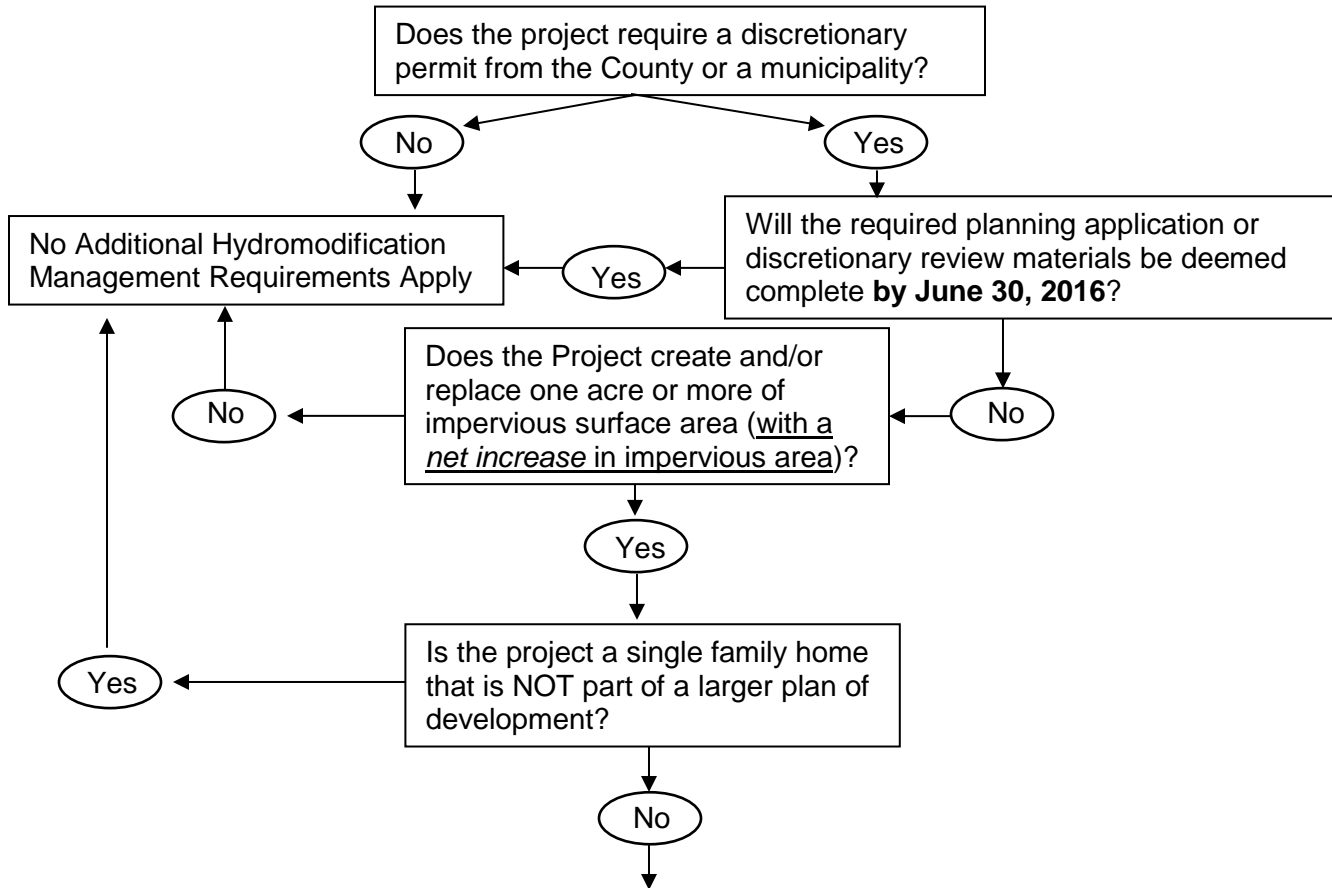 Does the project require a discretionary
permit from the County or a municipality?
No
Yes
No Additional Hydromodification
Management Requirements Apply
Yes
Will the required planning application or
discretionary review materials be deemed
complete by June 30, 2016?
No
Does the Project create and/or
replace one acre or more of
impervious surface area (with a
net increase in impervious area)?
No
Yes
Is the project a single family home
that is NOT part of a larger plan of
development?
Yes
No